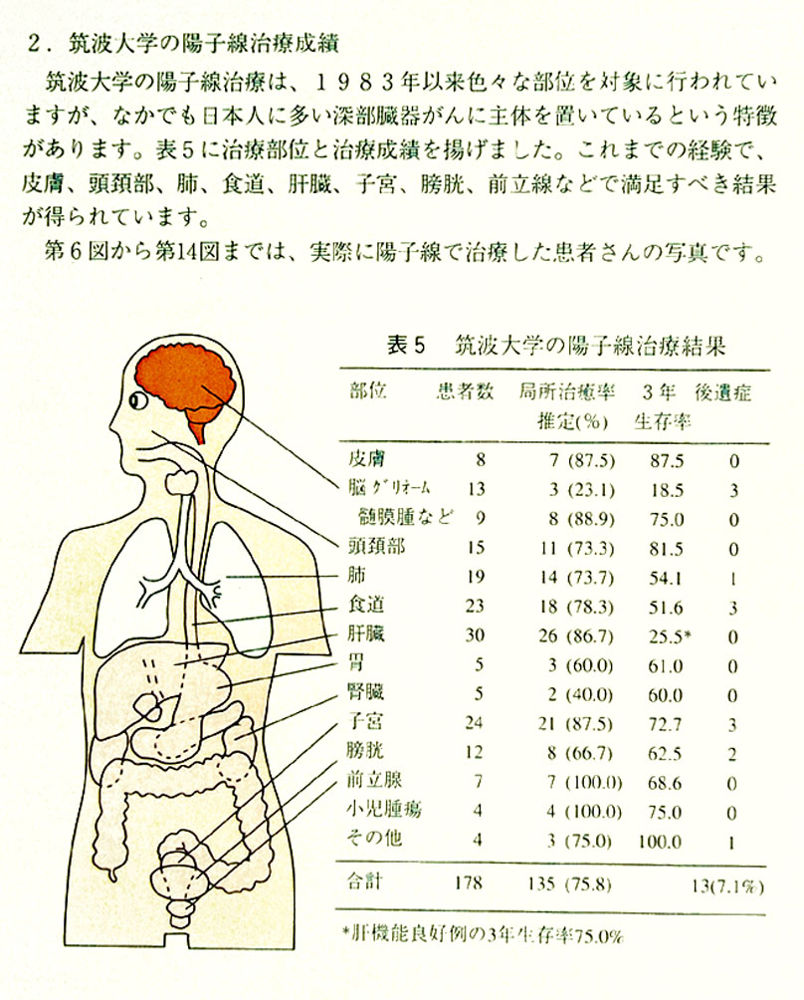 ２．筑波大学の陽子線治療成績
筑波大学の陽子線治療は、１９８３年以来色々な部位を対象に行われてい
ますが、なかでも日本人に多い深部臓器がんに主体を置いているという特徴
があります。表５に治療部位と治療成績を揚げました。これまでの経験で、
皮膚、頭頚部、肺、食道、肝臓、子宮、膀胱、前立線などで満足すべき結果
が得られています。
第６図から第14図までは、実際に陽子線で治療した患者さんの写真です。
表５ 筑波大学の陽子線治療結果
部位 患者数 局所治癒率 ３年 後遺症
推定(%) 生存率
皮膚 8 7 (87.5) 87.5 0
脳 ｸﾞﾘｵｰﾑ 13 3 (23.1) 18.5 3
髄膜腫など 9 8 (88.9) 75.0 0
頭頚部 15 11 (73.3) 81.5 0
肺 19 14 (73.7) 54.1 1
食道 23 18 (78.3) 51.6 3
肝臓 30 26 (86.7) 25.5* 0
胃 5 3 (60.0) 61.0 0
腎臓 5 2 (40.0) 60.0 0
子宮 24 21 (87.5) 72.7 3
膀胱 12 8 (66.7) 62.5 2
前立腺 7 7 (100.0) 68.6 0
小児腫瘍 4 4 (100.0) 75.0 0
その他 4 3 (75.0) 100.0 1
合計 178 135 (75.8) 13(7.1%)
*肝機能良好例の3年生存率75.0%